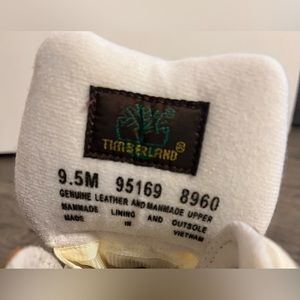 TIMBERLAND®
9.5M 95169 8960
GENUINE LEATHER AND MANMADE UPPER
MANMADE LINING AND OUTSOLE
MADE IN VIETNAM